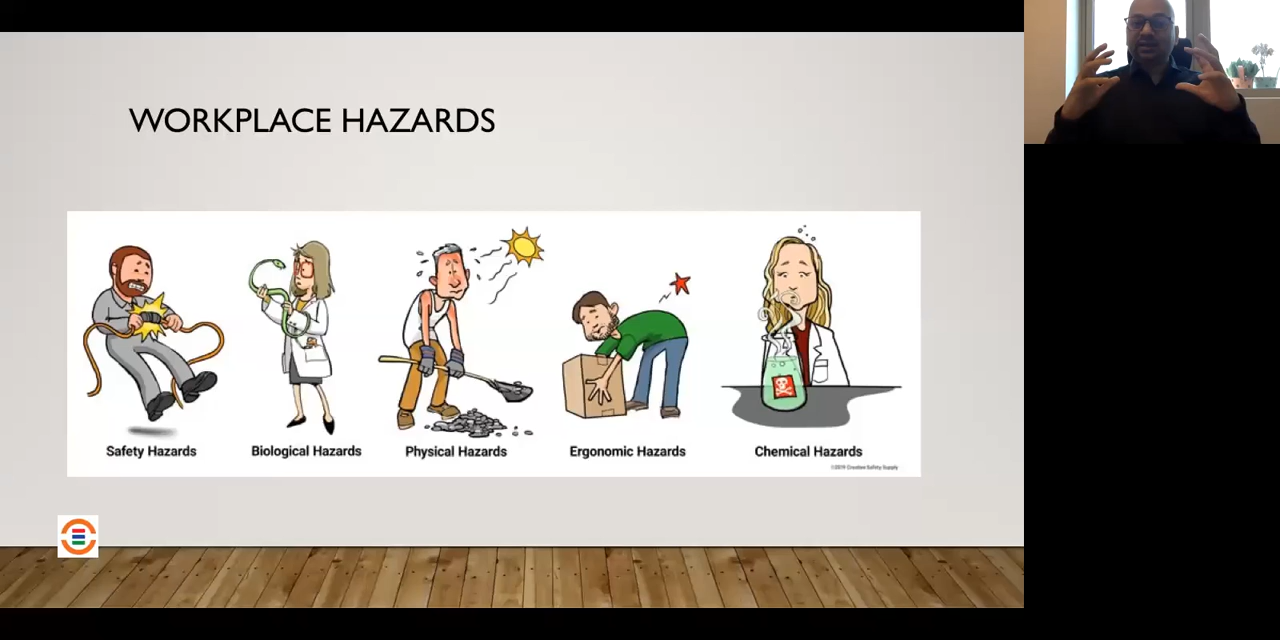 WORKPLACE HAZARDS
Safety Hazards
Biological Hazards
Physical Hazards
Ergonomic Hazards
Chemical Hazards
©2019 Creative Safety Supply